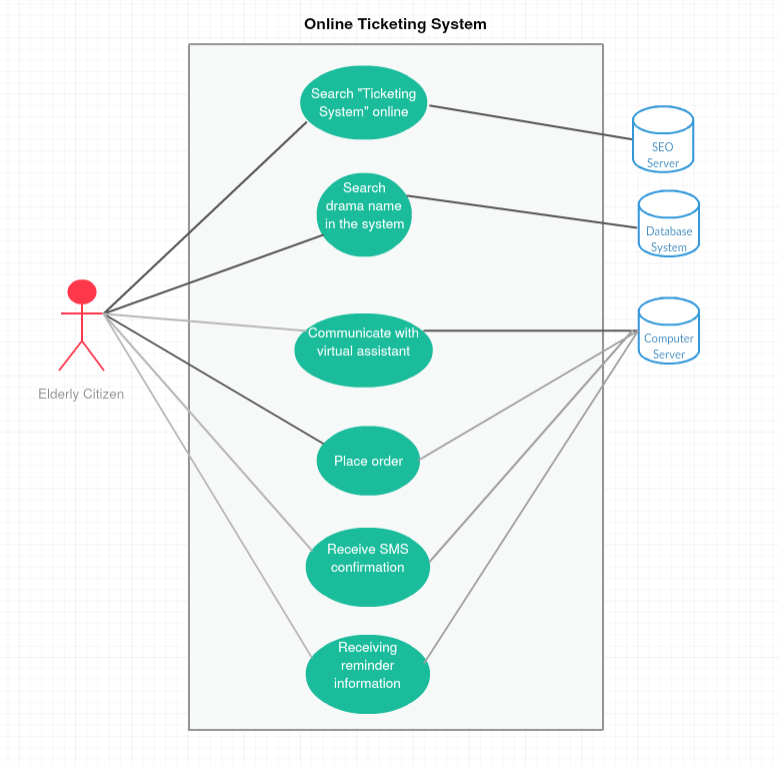 Online Ticketing System
Search "Ticketing
System" online
SEO
Server
Search
drama name
in the system
Database
System
Communicate with
virtual assistant
Computer
Server
Elderly Citizen
Place order
Receive SMS
confirmation
Receiving
reminder
information